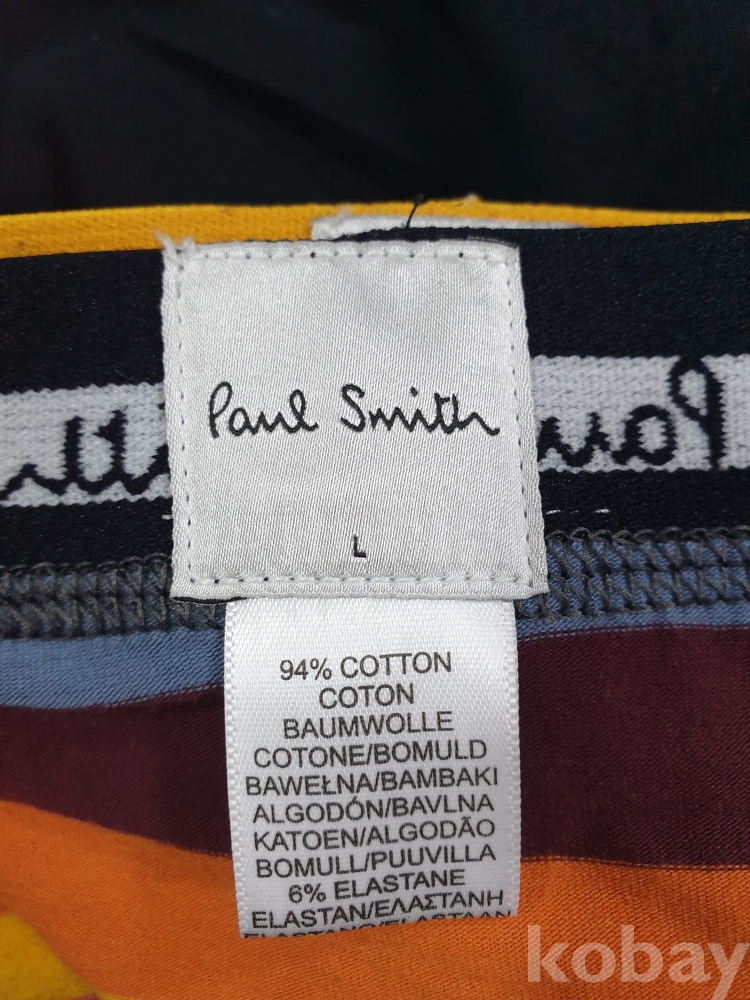 Paul Smith
L
94% COTTON
COTON
BAUMWOLLE
COTONE/BOMULD
BAWEŁNA/BAMBAKI
ALGODÓN/BAVLNA
KATOEN/ALGODÃO
BOMULL/PUUVILLA
6% ELASTANE
ELASTAN/ΕΛΑΣΤΑΝΗ
kobay